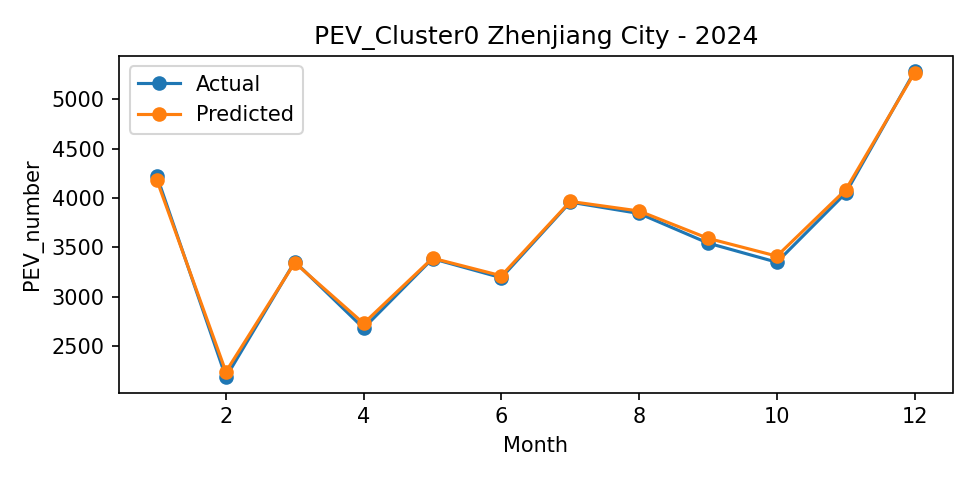 PEV_Cluster0 Zhenjiang City - 2024
Actual
Predicted
PEV_number
5000
4500
4000
3500
3000
2500
2 4 6 8 10 12
Month